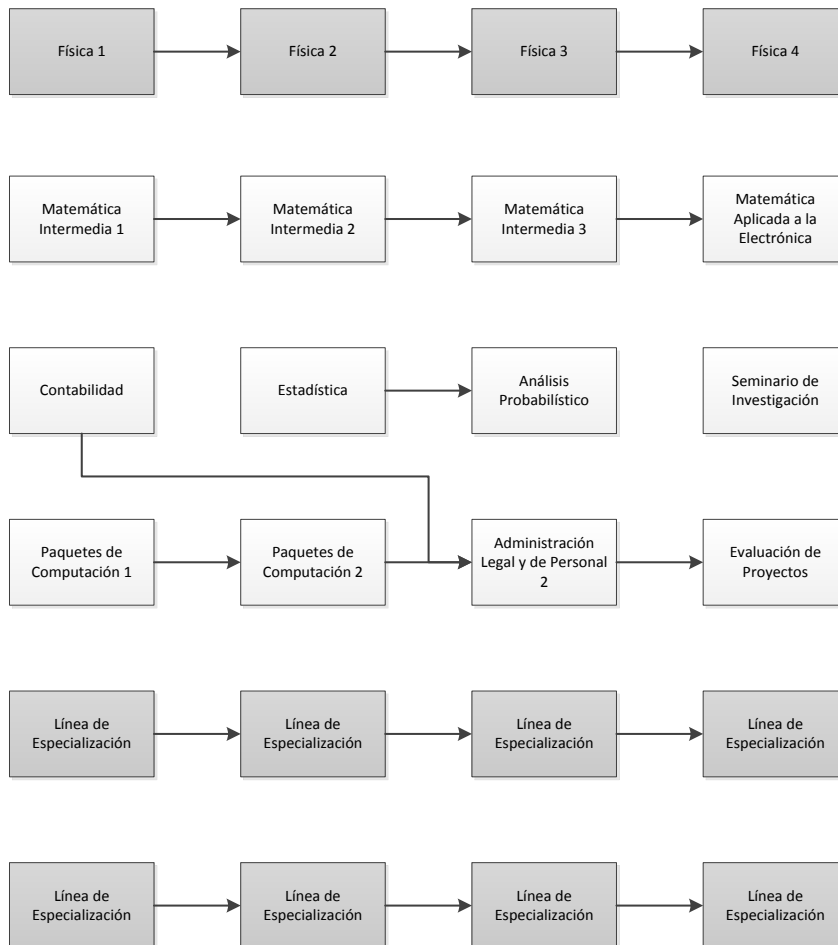 Física 1
Física 2
Física 3
Física 4
Matemática
Intermedia 1
Matemática
Intermedia 2
Matemática
Intermedia 3
Matemática
Aplicada a la
Electrónica
Contabilidad
Estadística
Análisis
Probabilístico
Seminario de
Investigación
Paquetes de
Computación 1
Paquetes de
Computación 2
Administración
Legal y de Personal
2
Evaluación de
Proyectos
Línea de
Especialización
Línea de
Especialización
Línea de
Especialización
Línea de
Especialización
Línea de
Especialización
Línea de
Especialización
Línea de
Especialización
Línea de
Especialización